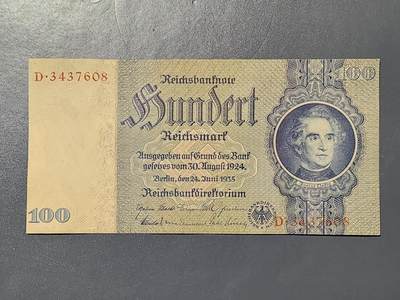 D·3437608
Reichsbanknote
100
Hundert
Reichsmark
Ausgegeben auf Grund des Bank
gesetzes vom 30. August 1924.
Berlin, den 24. Juni 1935
Reichsbankdirektorium
100
D·3437608